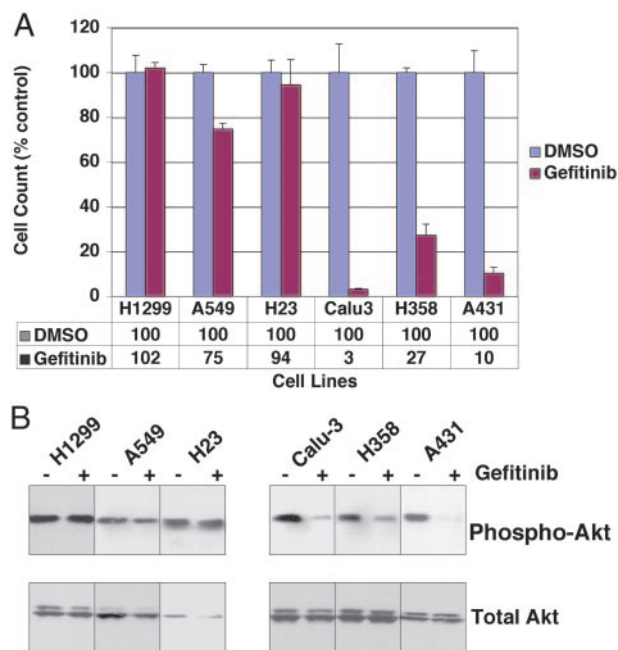 A
120
100
80
60
40
20
0
Cell Count (% control)
DMSO
Gefitinib
H1299 A549 H23 Calu3 H358 A431
DMSO 100 100 100 100 100 100
Gefitinib 102 75 94 3 27 10
Cell Lines
B
H1299 A549 H23 Calu-3 H358 A431
- + - + - + - + - + - + Gefitinib
Phospho-Akt
Total Akt